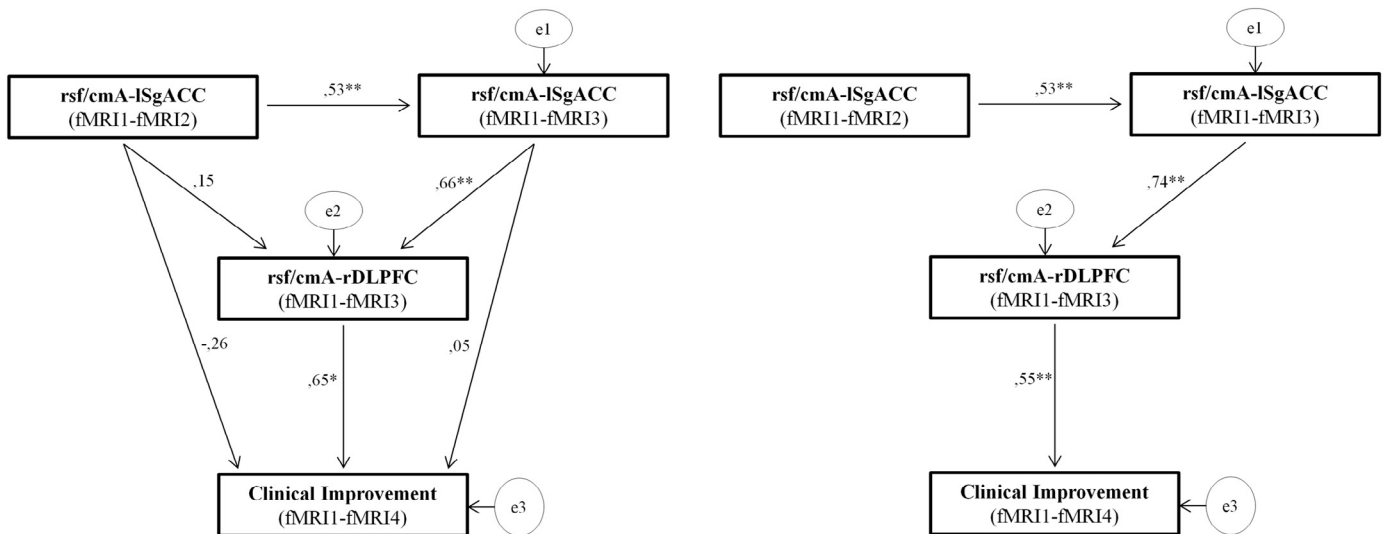 e1
rsf/cmA-lSgACC
(fMRI1-fMRI2)
,53**
rsf/cmA-lSgACC
(fMRI1-fMRI3)
,15
,66**
e2
rsf/cmA-rDLPFC
(fMRI1-fMRI3)
-,26
,65*
,05
Clinical Improvement
(fMRI1-fMRI4)
e3
e1
rsf/cmA-lSgACC
(fMRI1-fMRI2)
,53**
rsf/cmA-lSgACC
(fMRI1-fMRI3)
,74**
e2
rsf/cmA-rDLPFC
(fMRI1-fMRI3)
,55**
Clinical Improvement
(fMRI1-fMRI4)
e3